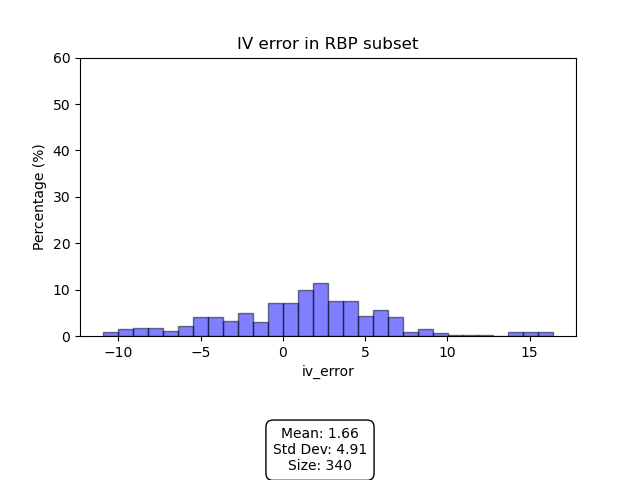 IV error in RBP subset
60
50
40
30
20
10
0
Percentage (%)
−10
−5
0
5
10
15
iv_error
Mean: 1.66
Std Dev: 4.91
Size: 340